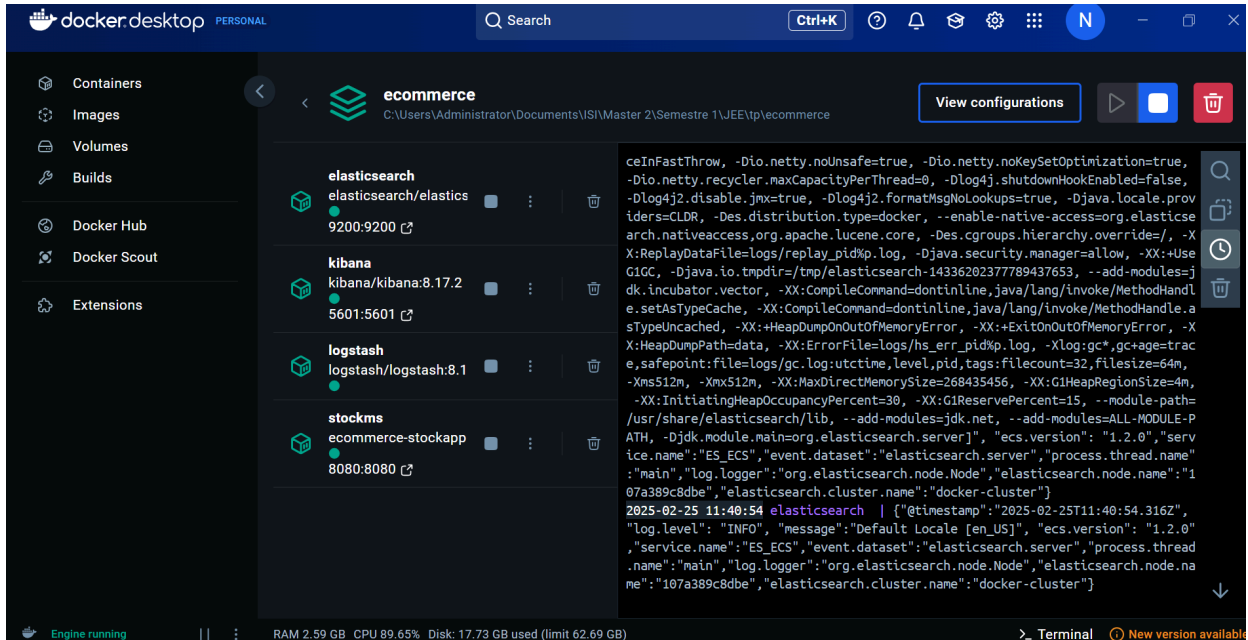 docker.desktop PERSONAL
Search
Ctrl+K
N
Containers
Images
Volumes
Builds
Docker Hub
Docker Scout
Extensions
ecommerce
C:\Users\Administrator\Documents\ISI\Master 2\Semestre 1\JEE\tp\ecommerce
View configurations
elasticsearch
elasticsearch/elastics
9200:9200
kibana
kibana/kibana:8.17.2
5601:5601
logstash
logstash/logstash:8.1
stockms
ecommerce-stockapp
8080:8080
ceInFastThrow, -Dio.netty.noUnsafe=true, -Dio.netty.noKeySetOptimization=true,
-Dio.netty.recycler.maxCapacityPerThread=0, -Dlog4j.shutdownHookEnabled=false,
-Dlog4j2.disable.jmx=true, -Dlog4j2.formatMsgNoLookups=true, -Djava.locale.prov
iders=CLDR, -Des.distribution.type=docker, --enable-native-access=org.elasticse
arch.nativeaccess,org.apache.lucene.core, -Des.cgroups.hierarchy.override=/, -X
X:ReplayDataFile=logs/replay_pid%p.log, -Djava.security.manager=allow, -XX:+Use
G1GC, -Djava.io.tmpdir=/tmp/elasticsearch-14336202377789437653, --add-modules=j
dk.incubator.vector, -XX:CompileCommand=dontinline,java/lang/invoke/MethodHandl
e.setAsTypeCache, -XX:CompileCommand=dontinline,java/lang/invoke/MethodHandle.a
sTypeUncached, -XX:+HeapDumpOnOutOfMemoryError, -XX:+ExitOnOutOfMemoryError, -X
X:HeapDumpPath=data, -XX:ErrorFile=logs/hs_err_pid%p.log, -Xlog:gc*,gc+age=trac
e,safepoint:file=logs/gc.log:utctime,level,pid,tags:filecount=32,filesize=64m,
-Xms512m, -Xmx512m, -XX:MaxDirectMemorySize=268435456, -XX:G1HeapRegionSize=4m,
-XX:InitiatingHeapOccupancyPercent=30, -XX:G1ReservePercent=15, --module-path=
/usr/share/elasticsearch/lib, --add-modules=jdk.net, --add-modules=ALL-MODULE-P
ATH, -Djdk.module.main=org.elasticsearch.server]", "ecs.version": "1.2.0","serv
ice.name":"ES_ECS","event.dataset":"elasticsearch.server","process.thread.name"
:"main","log.logger":"org.elasticsearch.node.Node","elasticsearch.node.name":"1
07a389c8dbe","elasticsearch.cluster.name":"docker-cluster"}
2025-02-25 11:40:54 elasticsearch | {"@timestamp":"2025-02-25T11:40:54.316Z",
"log.level": "INFO", "message":"Default Locale [en_US]", "ecs.version": "1.2.0"
,"service.name":"ES_ECS","event.dataset":"elasticsearch.server","process.thread
.name":"main","log.logger":"org.elasticsearch.node.Node","elasticsearch.node.na
me":"107a389c8dbe","elasticsearch.cluster.name":"docker-cluster"}
Engine running
RAM 2.59 GB CPU 89.65% Disk: 17.73 GB used (limit 62.69 GB)
>_ Terminal
New version available